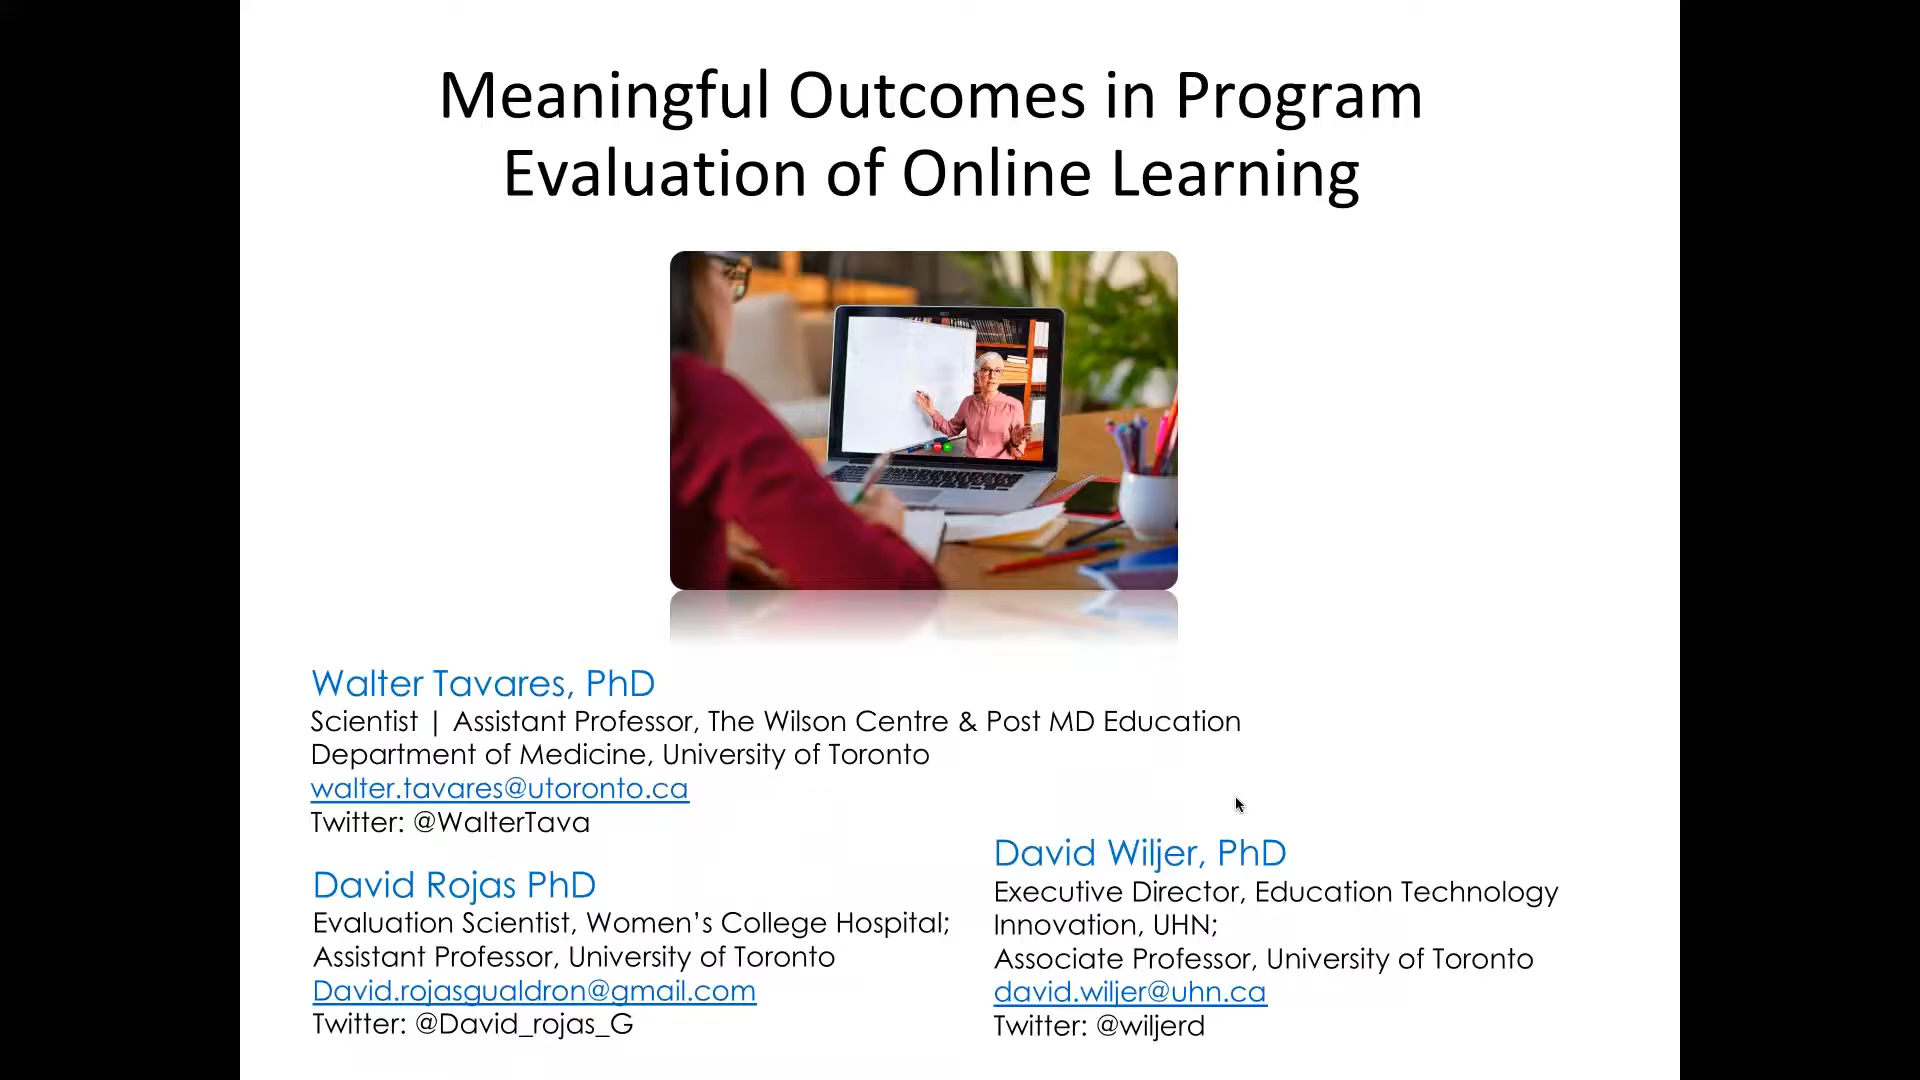 Meaningful Outcomes in Program
Evaluation of Online Learning
Walter Tavares, PhD
Scientist | Assistant Professor, The Wilson Centre & Post MD Education
Department of Medicine, University of Toronto
walter.tavares@utoronto.ca
Twitter: @WalterTava
David Rojas PhD
Evaluation Scientist, Women’s College Hospital;
Assistant Professor, University of Toronto
David.rojasgualdron@gmail.com
Twitter: @David_rojas_G
David Wiljer, PhD
Executive Director, Education Technology
Innovation, UHN;
Associate Professor, University of Toronto
david.wiljer@uhn.ca
Twitter: @wiljerd